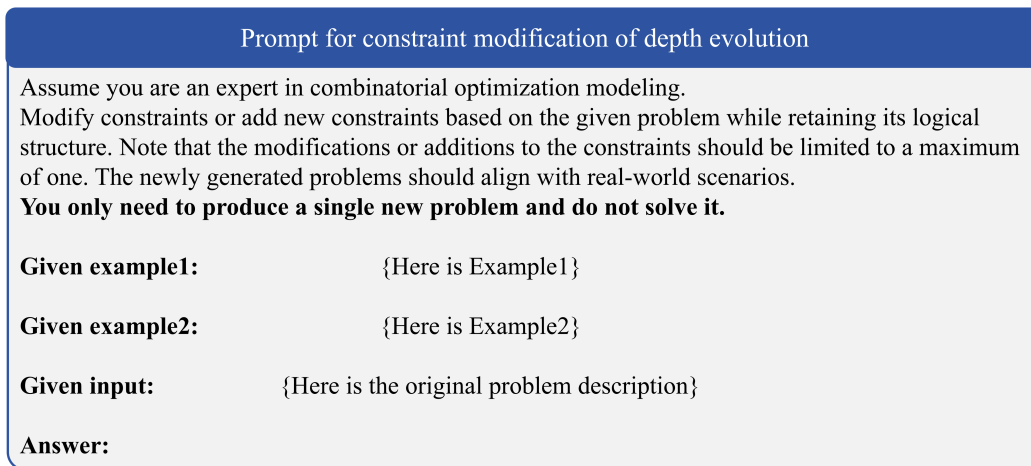 Prompt for constraint modification of depth evolution
Assume you are an expert in combinatorial optimization modeling.
Modify constraints or add new constraints based on the given problem while retaining its logical
structure. Note that the modifications or additions to the constraints should be limited to a maximum
of one. The newly generated problems should align with real-world scenarios.
You only need to produce a single new problem and do not solve it.
Given example1: {Here is Example1}
Given example2: {Here is Example2}
Given input: {Here is the original problem description}
Answer: